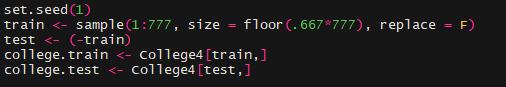 set.seed(1)
train <- sample(1:777, size = floor(.667*777), replace = F)
test <- (-train)
college.train <- College4[train,]
college.test <- College4[test,]